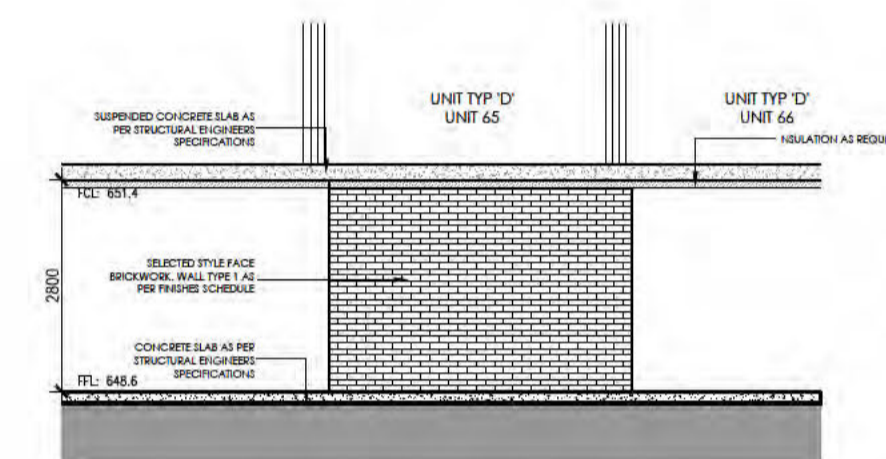 UNIT TYP 'D'
UNIT 65
UNIT TYP 'D'
UNIT 66
SUSPENDED CONCRETE SLAB AS
PER STRUCTURAL ENGINEERS
SPECIFICATIONS
NSULATION AS REQUI
FCL: 651.4
SELECTED STYLE FACE
BRICKWORK. WALL TYPE 1 AS
PER FINISHES SCHEDULE
2800
CONCRETE SLAB AS PER
STRUCTURAL ENGINEERS
SPECIFICATIONS
FFL: 648.6